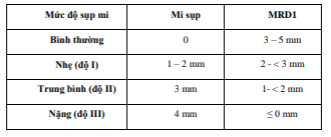 Mức độ sụp mi Mi sụp MRD1
Bình thường 0 3 – 5 mm
Nhẹ (độ I) 1 – 2 mm 2 - < 3 mm
Trung bình (độ II) 3 mm 1- < 2 mm
Nặng (độ III) 4 mm ≤ 0 mm